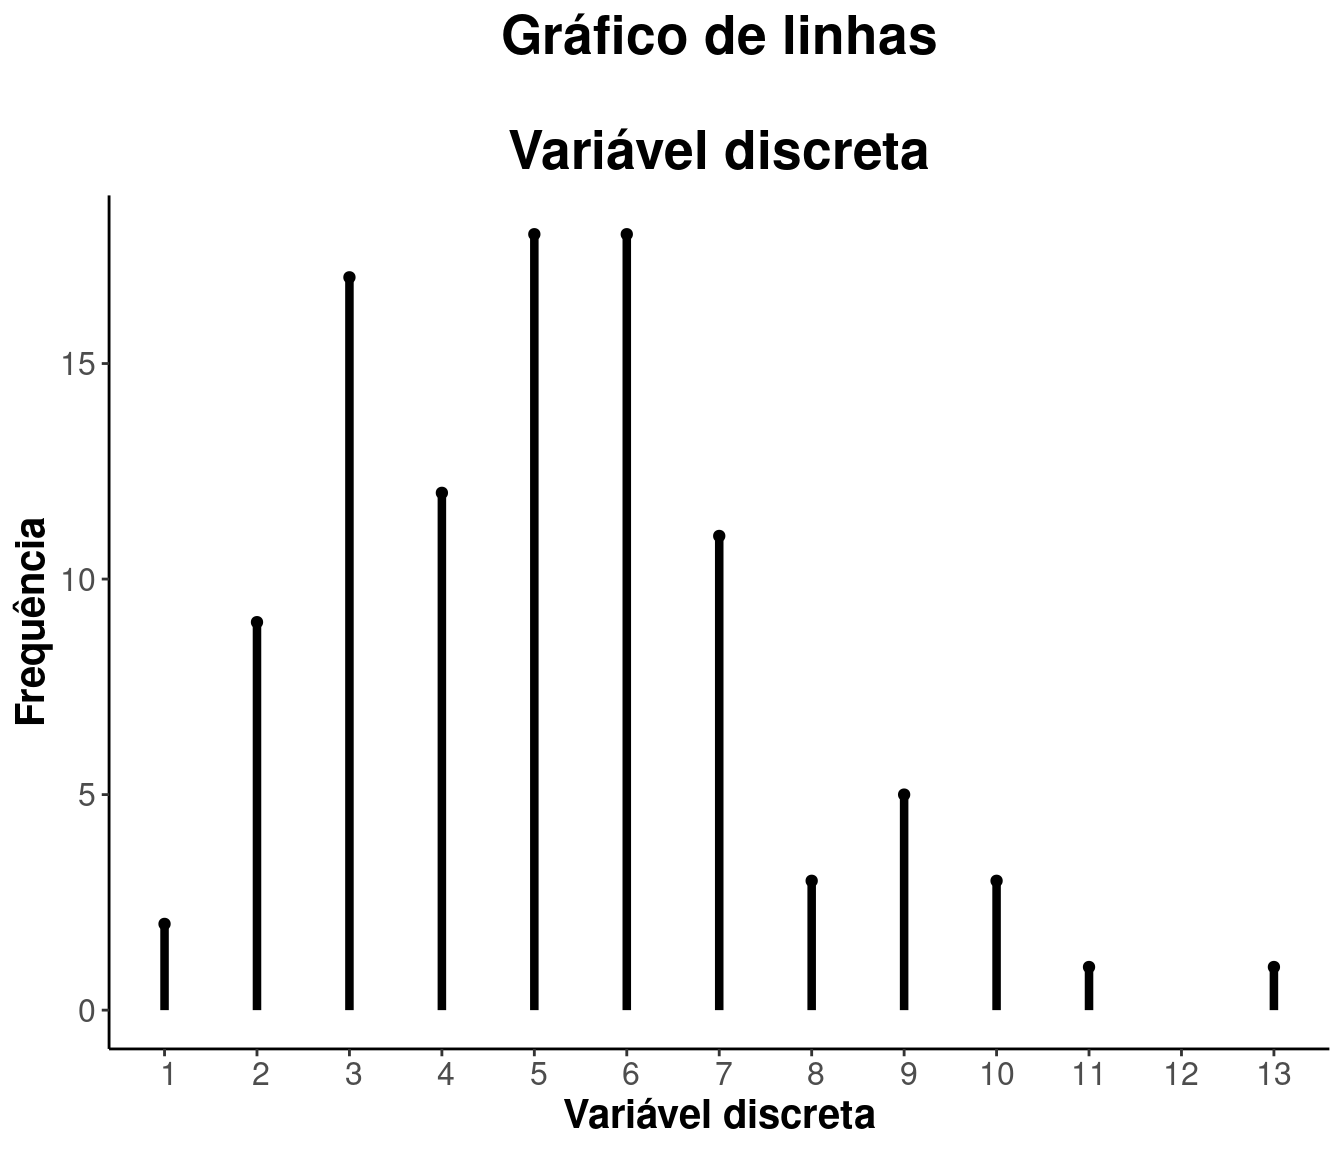 Gráfico de linhas
Variável discreta
Frequência
15
10
5
0
1 2 3 4 5 6 7 8 9 10 11 12 13
Variável discreta